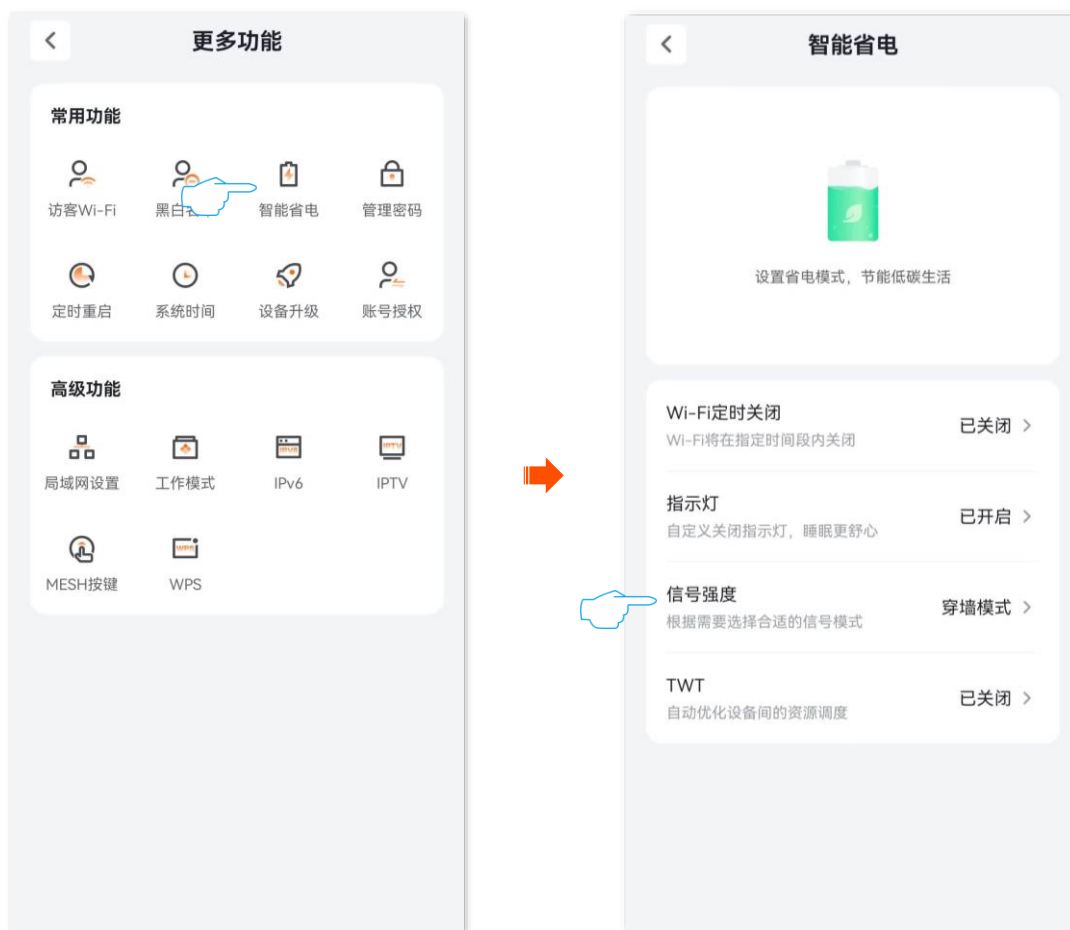 更多功能
常用功能
访客Wi-Fi
黑白名单
智能省电
管理密码
定时重启
系统时间
设备升级
账号授权
高级功能
局域网设置
工作模式
IPv6
IPV6
IPTV
IPTV
MESH按键
WPS
WPS
智能省电
设置省电模式，节能低碳生活
Wi-Fi定时关闭
已关闭
Wi-Fi将在指定时间段内关闭
指示灯
已开启
自定义关闭指示灯，睡眠更舒心
信号强度
穿墙模式
根据需要选择合适的信号模式
TWT
已关闭
自动优化设备间的资源调度